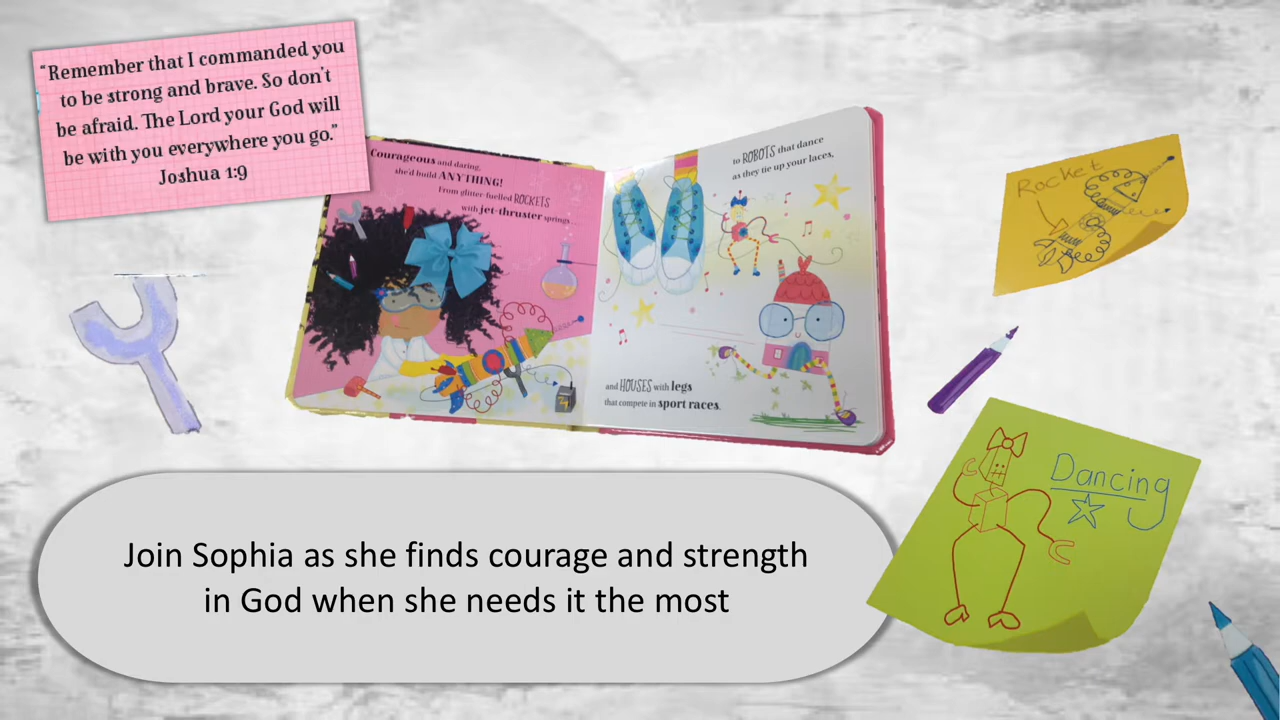 “Remember that I commanded you
to be strong and brave. So don’t
be afraid. The Lord your God will
be with you everywhere you go.”
Joshua 1:9
Courageous and daring,
she'd build ANYTHING!
From glitter-fuelled ROCKETS
with jet-thruster springs...
to ROBOTS that dance
as they tie up your laces,
and HOUSES with legs
that compete in sport races.
Rocket
Dancing
Join Sophia as she finds courage and strength
in God when she needs it the most